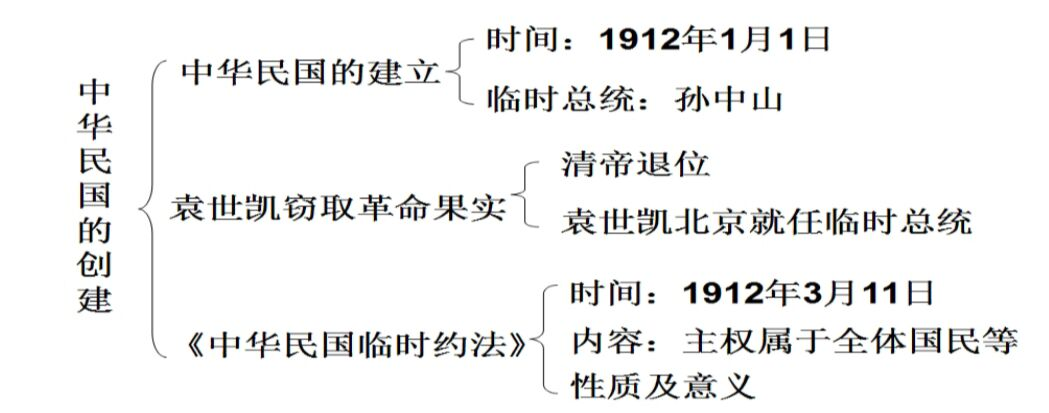 中华民国的创建
中华民国的建立
时间：1912年1月1日
临时总统：孙中山
袁世凯窃取革命果实
清帝退位
袁世凯北京就任临时总统
《中华民国临时约法》
时间：1912年3月11日
内容：主权属于全体国民等
性质及意义